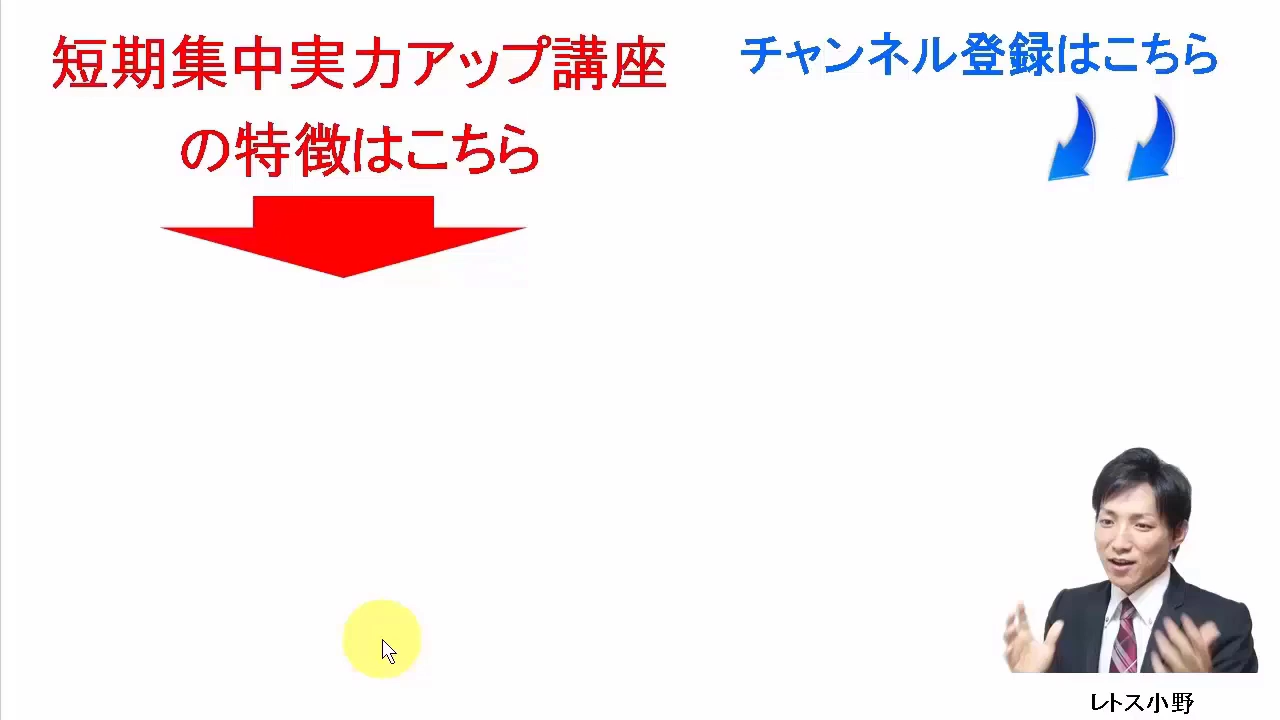 短期集中実力アップ講座
の特徴はこちら
チャンネル登録はこちら
レトス小野